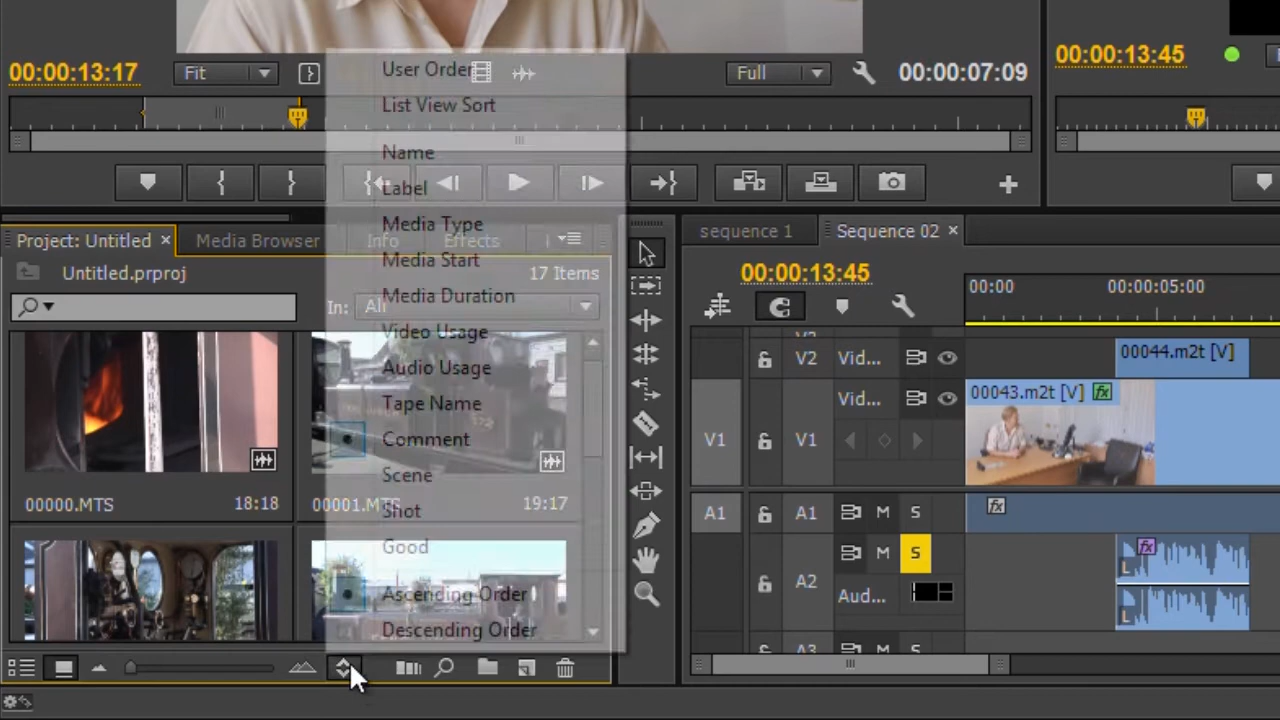 00:00:13:17
Fit
Full
00:00:07:09
00:00:13:45
User Order
List View Sort
Name
Label
Media Type
Media Start
Media Duration
Video Usage
Audio Usage
Tape Name
Comment
Scene
Shot
Good
Ascending Order
Descending Order
Project: Untitled ×
Media Browser
Info
Effects
Untitled.prproj
17 Items
In: All
00000.MTS
18:18
00001.MTS
19:17
sequence 1
Sequence 02 ×
00:00:13:45
00:00
00:00:05:00
V2
V2 Vid...
00044.m2t [V]
Vid...
00043.m2t [V] fx
V1
V1
A1
A1 M S
fx
M S
fx
A2
Aud...
L
L
A3 M S